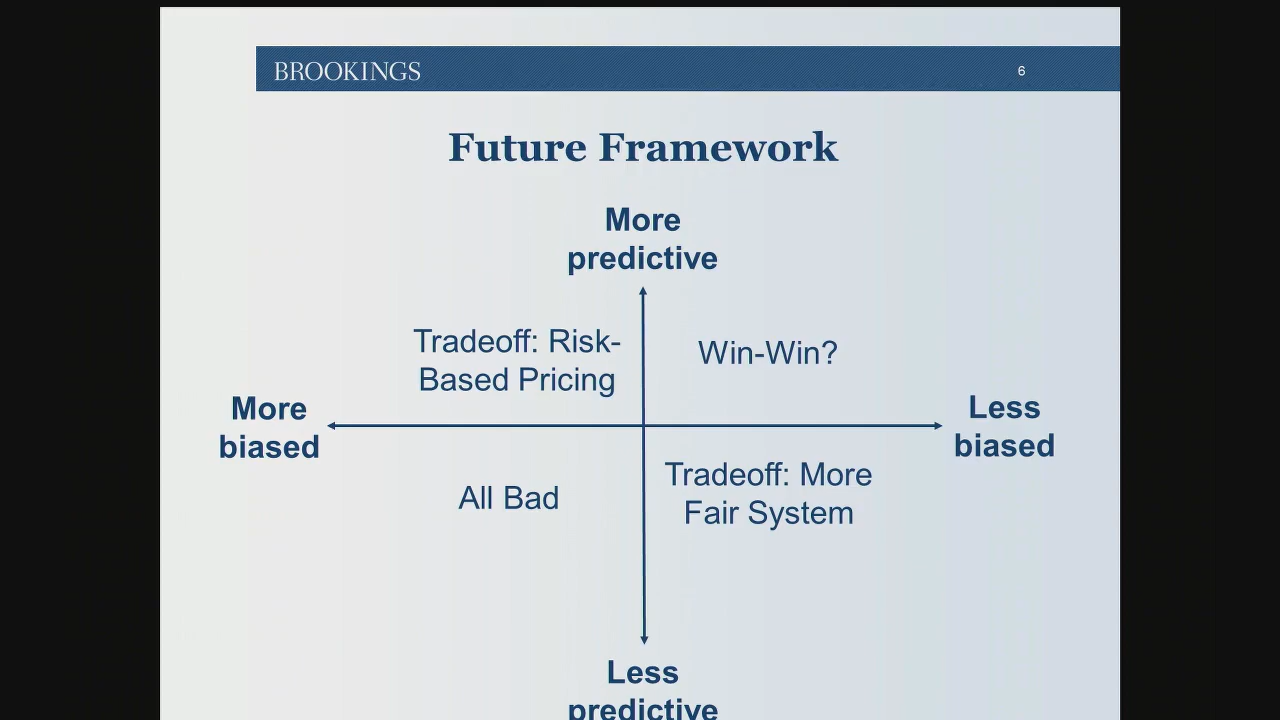 BROOKINGS
6
Future Framework
More
predictive
Tradeoff: Risk-
Based Pricing
Win-Win?
More
biased
Less
biased
All Bad
Tradeoff: More
Fair System
Less
predictive